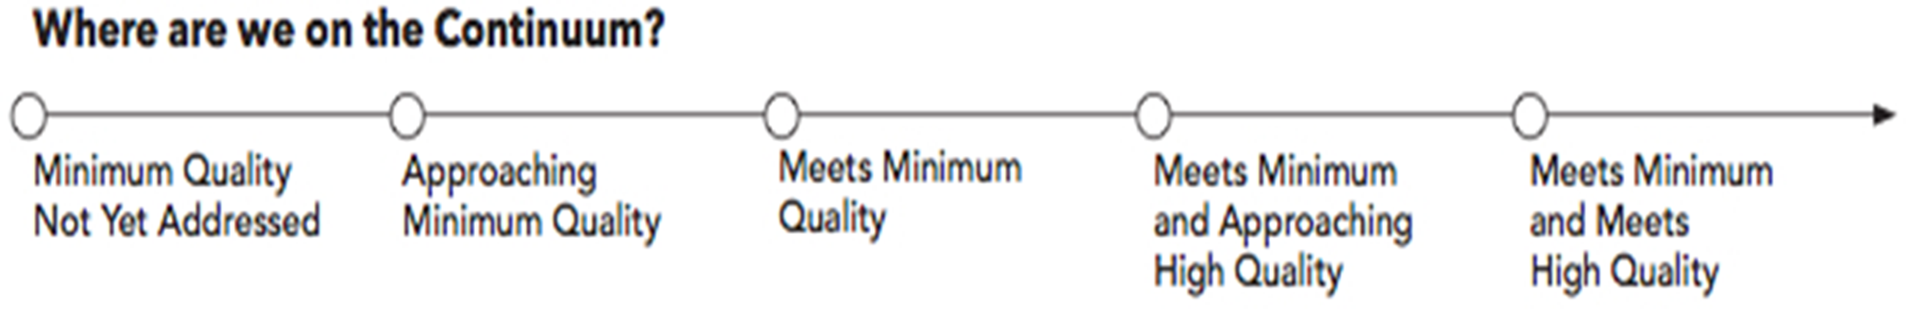 Where are we on the Continuum?
Minimum Quality
Not Yet Addressed
Approaching
Minimum Quality
Meets Minimum
Quality
Meets Minimum
and Approaching
High Quality
Meets Minimum
and Meets
High Quality